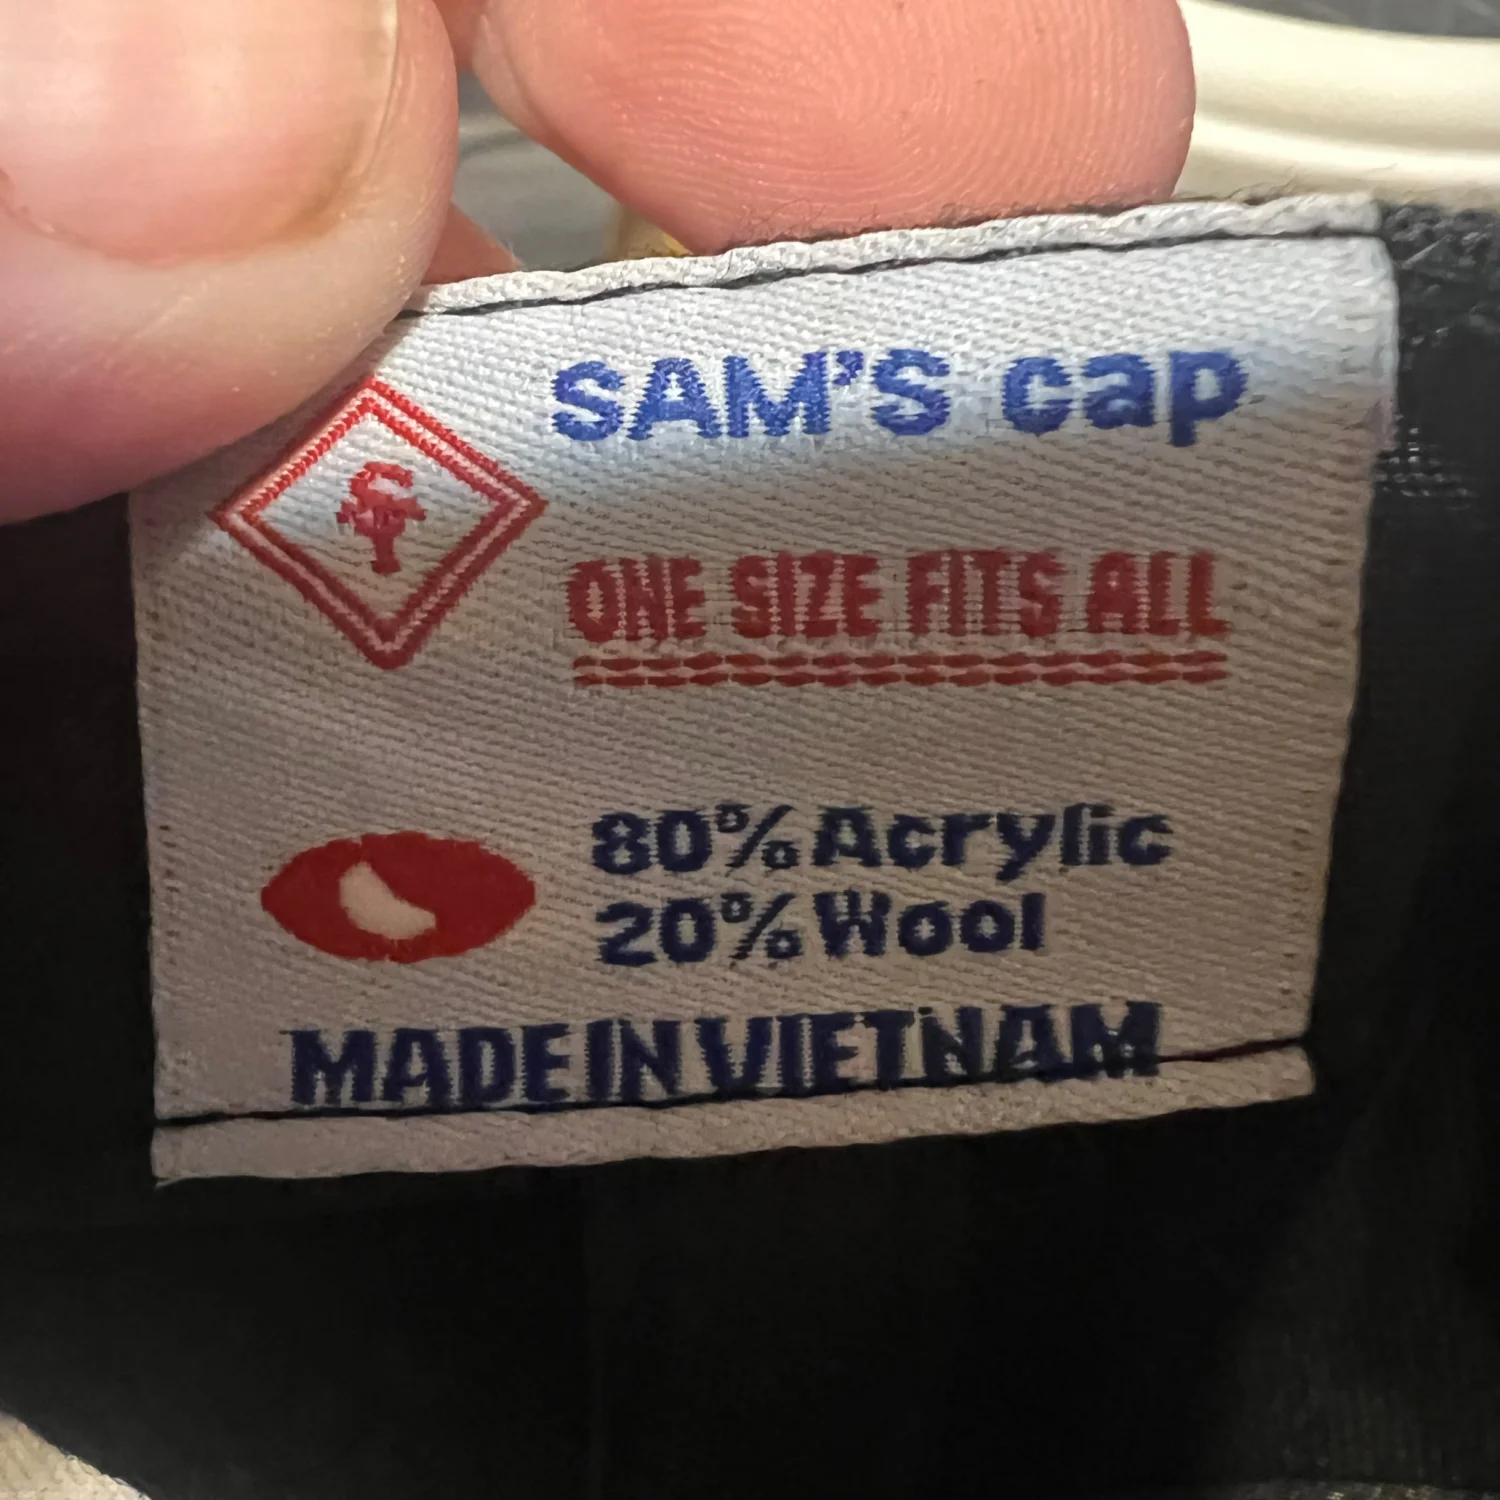 SAM'S cap
ONE SIZE FITS ALL
80% Acrylic
20% Wool
MADE IN VIETNAM